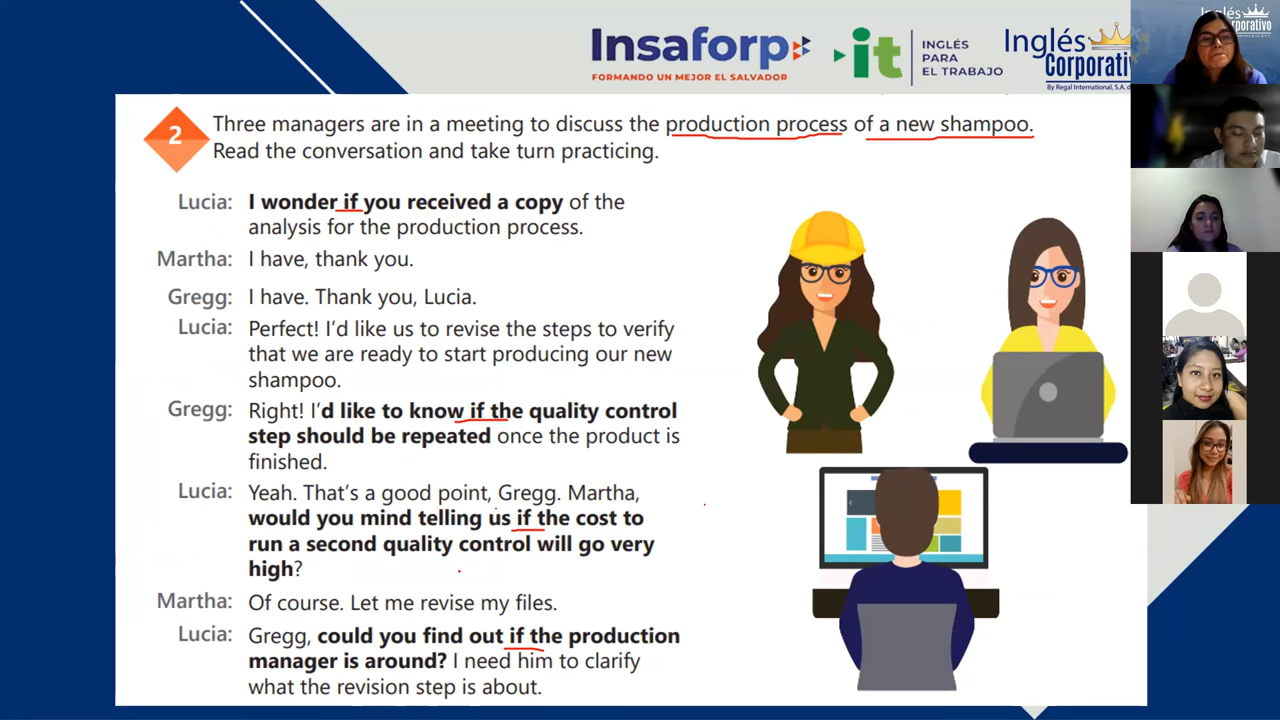 Insaforp
FORMANDO UN MEJOR EL SALVADOR
it
INGLÉS
PARA
EL TRABAJO
Inglés
Corporativo
By Regal International, S.A. d
Inglés
orporativo
2
Three managers are in a meeting to discuss the production process of a new shampoo.
Read the conversation and take turn practicing.
Lucia: I wonder if you received a copy of the
analysis for the production process.
Martha: I have, thank you.
Gregg: I have. Thank you, Lucia.
Lucia: Perfect! I'd like us to revise the steps to verify
that we are ready to start producing our new
shampoo.
Gregg: Right! I'd like to know if the quality control
step should be repeated once the product is
finished.
Lucia: Yeah. That's a good point, Gregg. Martha,
would you mind telling us if the cost to
run a second quality control will go very
high?
Martha: Of course. Let me revise my files.
Lucia: Gregg, could you find out if the production
manager is around? I need him to clarify
what the revision step is about.